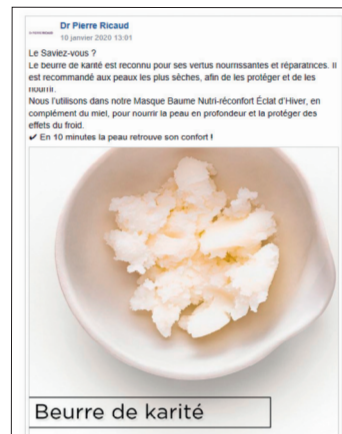 Dr Pierre Ricaud
10 janvier 2020 13:01
Le Saviez-vous ?
Le beurre de karité est reconnu pour ses vertus nourrissantes et réparatrices. Il
est recommandé aux peaux les plus sèches, afin de les protéger et de les
nourrir.
Nous l'utilisons dans notre Masque Baume Nutri-réconfort Éclat d'Hiver, en
complément du miel, pour nourrir la peau en profondeur et la protéger des
effets du froid.
✔ En 10 minutes la peau retrouve son confort !
Beurre de karité